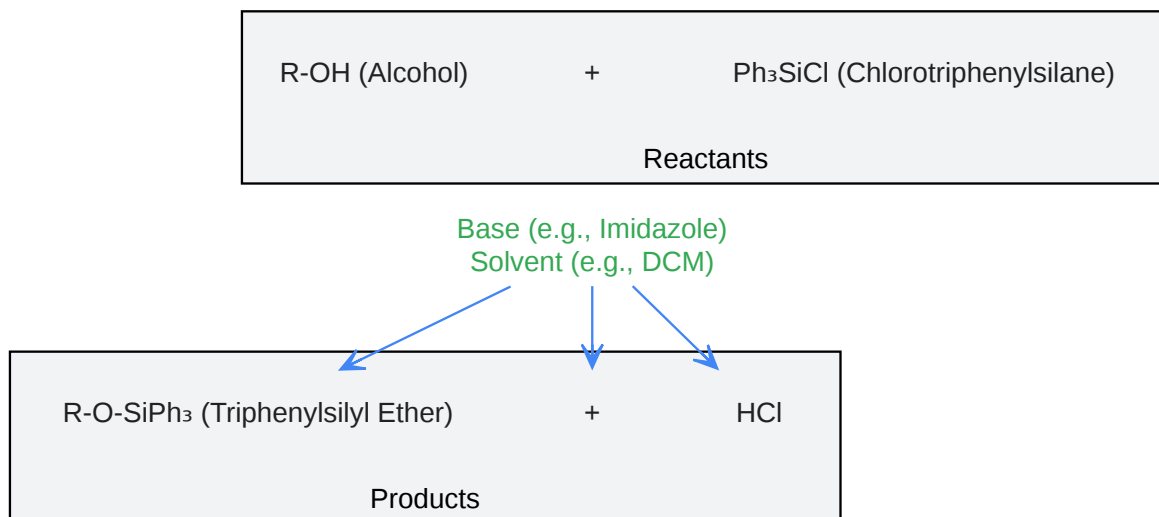 R-OH (Alcohol) + Ph₃SiCl (Chlorotriphenylsilane)
Reactants
Base (e.g., Imidazole)
Solvent (e.g., DCM)
R-O-SiPh₃ (Triphenylsilyl Ether) + HCl
Products